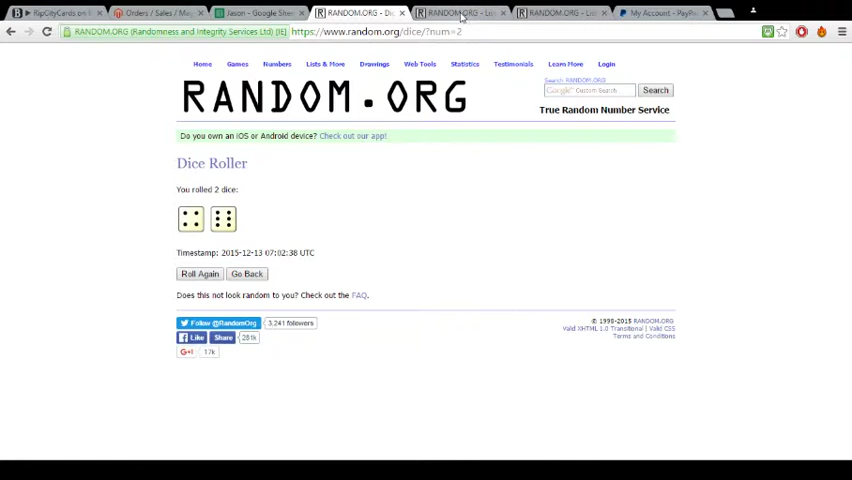 RipCityCards on
Orders / Sales / Ma
Jason - Google Shee
RANDOM.ORG - Di
RANDOM.ORG - Lis
RANDOM.ORG - Lis
My Account - PayP
RANDOM.ORG (Randomness and Integrity Services Ltd) [IE] https://www.random.org/dice/?num=2
Home Games Numbers Lists & More Drawings Web Tools Statistics Testimonials Learn More Login
Search RANDOM.ORG
RANDOM.ORG
Google Custom Search Search
True Random Number Service
Do you own an iOS or Android device? Check out our app!
Dice Roller
You rolled 2 dice:
Timestamp: 2015-12-13 07:02:38 UTC
Roll Again Go Back
Does this not look random to you? Check out the FAQ.
Follow @RandomOrg 3,241 followers
Like Share 281k
G+1 17k
© 1998-2015 RANDOM.ORG
Valid XHTML 1.0 Transitional | Valid CSS
Terms and Conditions